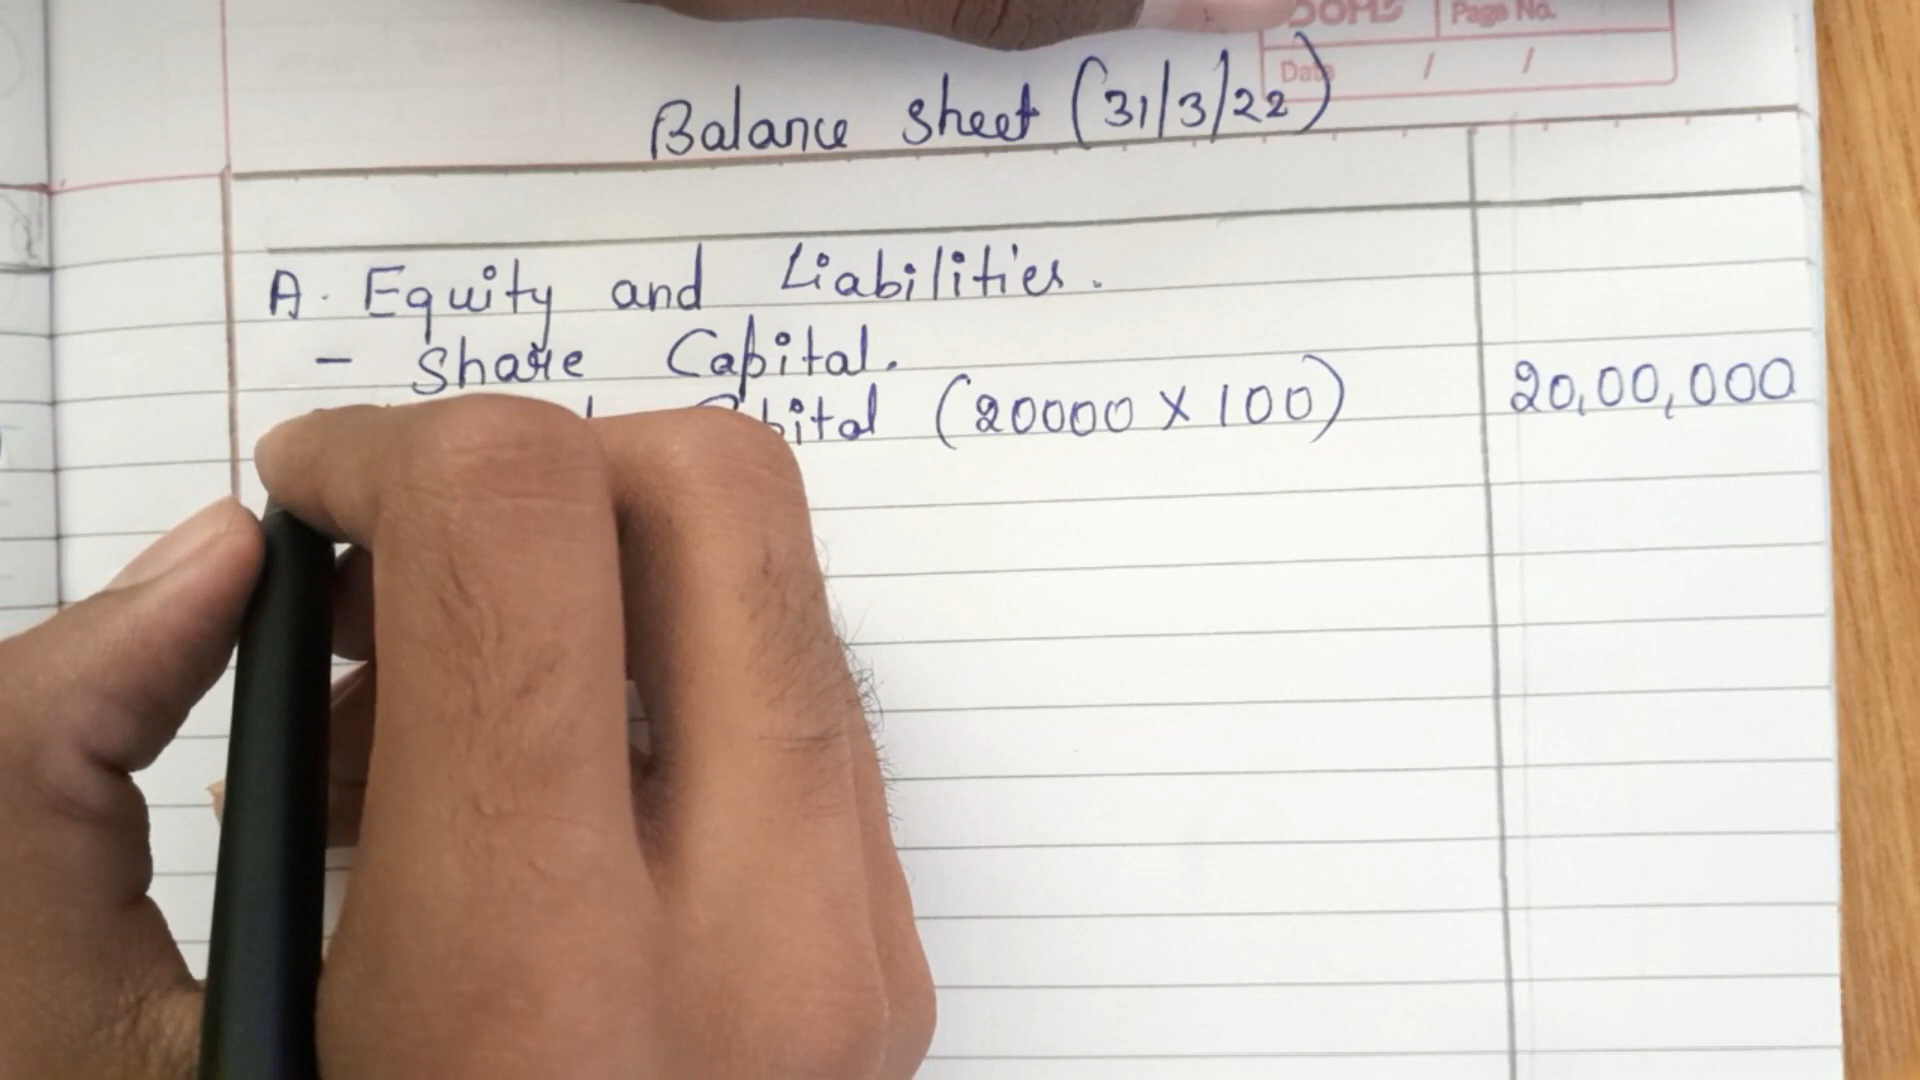 Page No.
Date / /
Balance sheet (31/3/22)
A. Equity and Liabilities.
- Share Capital.
(20000 X 100) 20,00,000